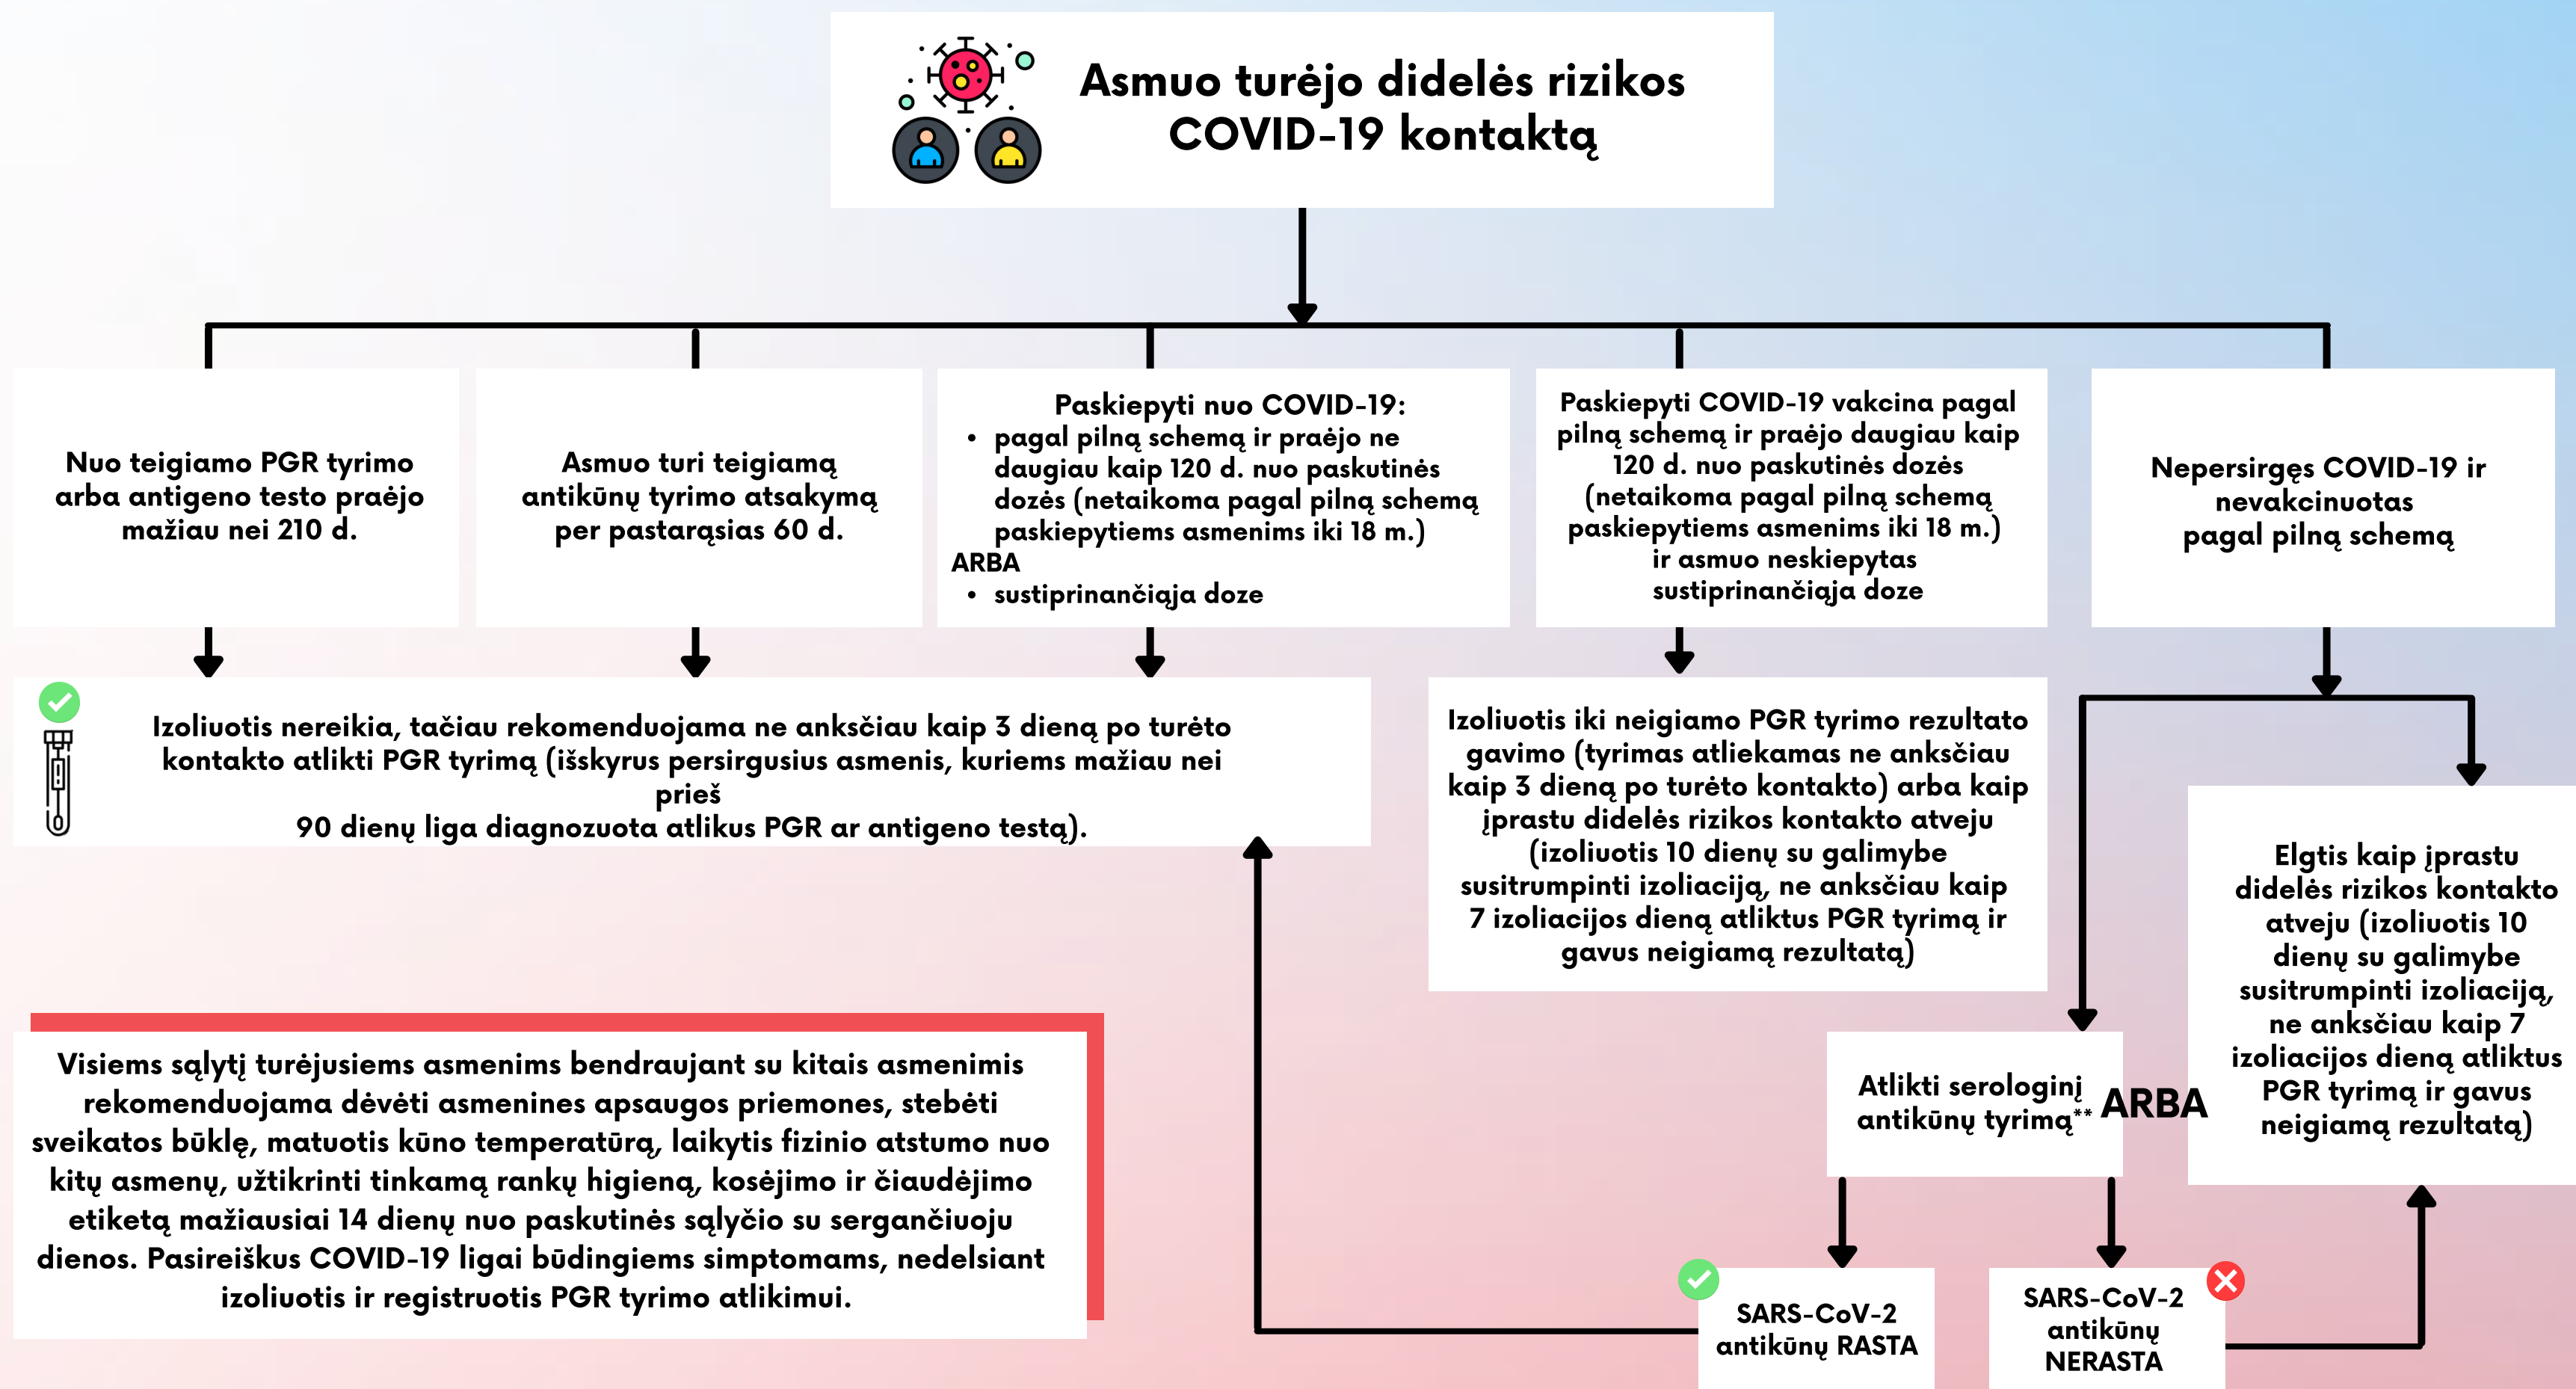 Asmuo turėjo didelės rizikos
COVID-19 kontaktą
Nuo teigiamo PGR tyrimo
arba antigeno testo praėjo
mažiau nei 210 d.
Asmuo turi teigiamą
antikūnų tyrimo atsakymą
per pastarąsias 60 d.
Paskiepyti nuo COVID-19:
• pagal pilną schemą ir praėjo ne
daugiau kaip 120 d. nuo paskutinės
dozės (netaikoma pagal pilną schemą
paskiepytiems asmenims iki 18 m.)
ARBA
• sustiprinančiąja doze
Paskiepyti COVID-19 vakcina pagal
pilną schemą ir praėjo daugiau kaip
120 d. nuo paskutinės dozės
(netaikoma pagal pilną schemą
paskiepytiems asmenims iki 18 m.)
ir asmuo neskiepytas
sustiprinančiąja doze
Nepersirgęs COVID-19 ir
nevakcinuotas
pagal pilną schemą
Izoliuotis nereikia, tačiau rekomenduojama ne anksčiau kaip 3 dieną po turėto
kontakto atlikti PGR tyrimą (išskyrus persirgusius asmenis, kuriems mažiau nei
prieš
90 dienų liga diagnozuota atlikus PGR ar antigeno testą).
Izoliuotis iki neigiamo PGR tyrimo rezultato
gavimo (tyrimas atliekamas ne anksčiau
kaip 3 dieną po turėto kontakto) arba kaip
įprastu didelės rizikos kontakto atveju
(izoliuotis 10 dienų su galimybe
susitrumpinti izoliaciją, ne anksčiau kaip
7 izoliacijos dieną atliktus PGR tyrimą ir
gavus neigiamą rezultatą)
Elgtis kaip įprastu
didelės rizikos kontakto
atveju (izoliuotis 10
dienų su galimybe
susitrumpinti izoliaciją,
ne anksčiau kaip 7
izoliacijos dieną atliktus
PGR tyrimą ir gavus
neigiamą rezultatą)
Atlikti serologinį
antikūnų tyrimą**
ARBA
Visiems sąlytį turėjusiems asmenims bendraujant su kitais asmenimis
rekomenduojama dėvėti asmenines apsaugos priemones, stebėti
sveikatos būklę, matuotis kūno temperatūrą, laikytis fizinio atstumo nuo
kitų asmenų, užtikrinti tinkamą rankų higieną, kosėjimo ir čiaudėjimo
etiketą mažiausiai 14 dienų nuo paskutinės sąlyčio su sergančiuoju
dienos. Pasireiškus COVID-19 ligai būdingiems simptomams, nedelsiant
izoliuotis ir registruotis PGR tyrimo atlikimui.
SARS-CoV-2
antikūnų RASTA
SARS-CoV-2
antikūnų
NERASTA